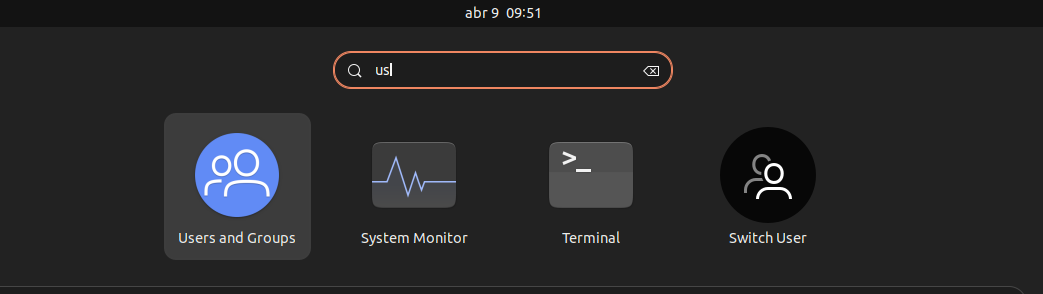 abr 9 09:51
us
Users and Groups
System Monitor
>_
Terminal
Switch User